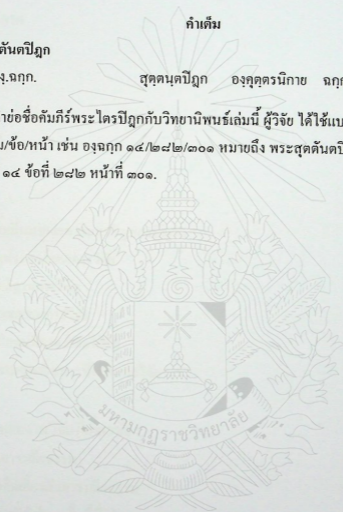 คำเต็ม
ตันตปิฎก
งฺ.ฉกฺก. สุตฺตนฺตปิฎก องฺคุตฺตรนิกาย ฉกฺก
าย่อชื่อคัมภีร์พระไตรปิฎกกับวิทยานิพนธ์เล่มนี้ ผู้วิจัย ได้ใช้แบ
ม/ข้อ/หน้า เช่น องฺฉกฺก ๑๔/๒๘๒/๓๐๑ หมายถึง พระสุตตันตปิ
๑๔ ข้อที่ ๒๘๒ หน้าที่ ๓๐๑.
มหามกุฏราชวิทยาลัย